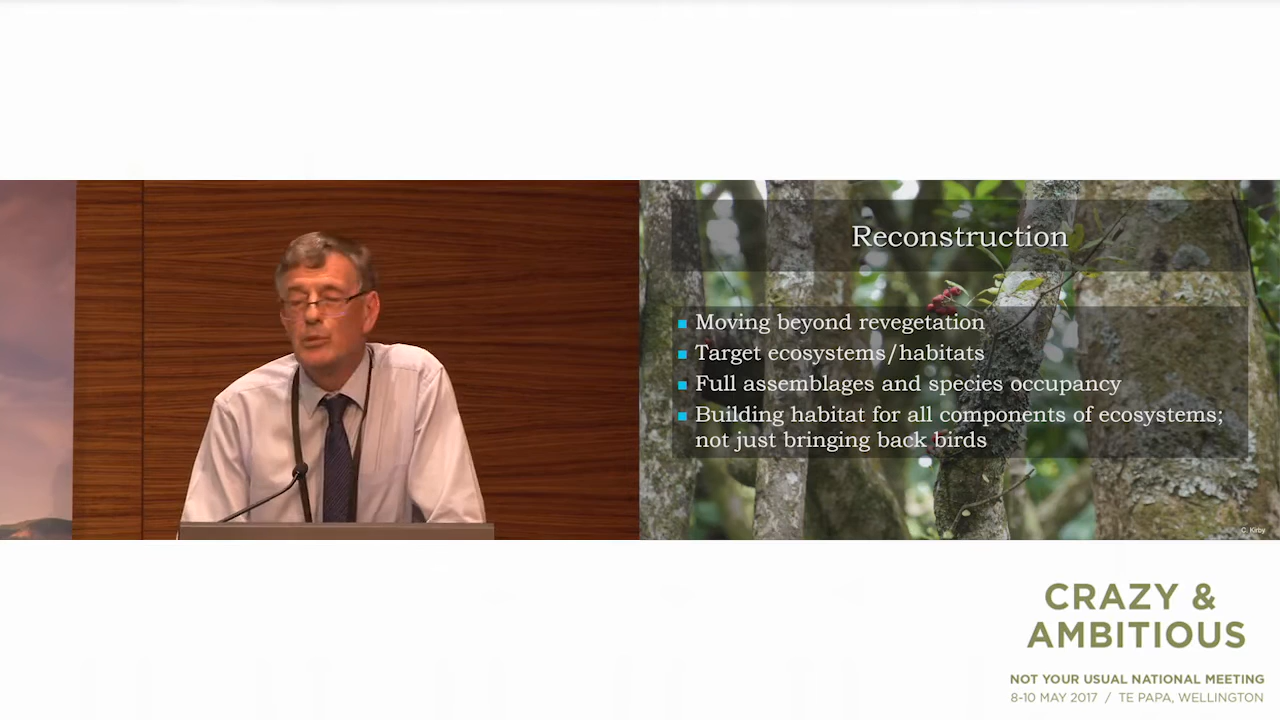 Reconstruction
Moving beyond revegetation
Target ecosystems/habitats
Full assemblages and species occupancy
Building habitat for all components of ecosystems;
not just bringing back birds
C. Kirby
CRAZY &
AMBITIOUS
NOT YOUR USUAL NATIONAL MEETING
8-10 MAY 2017 / TE PAPA, WELLINGTON